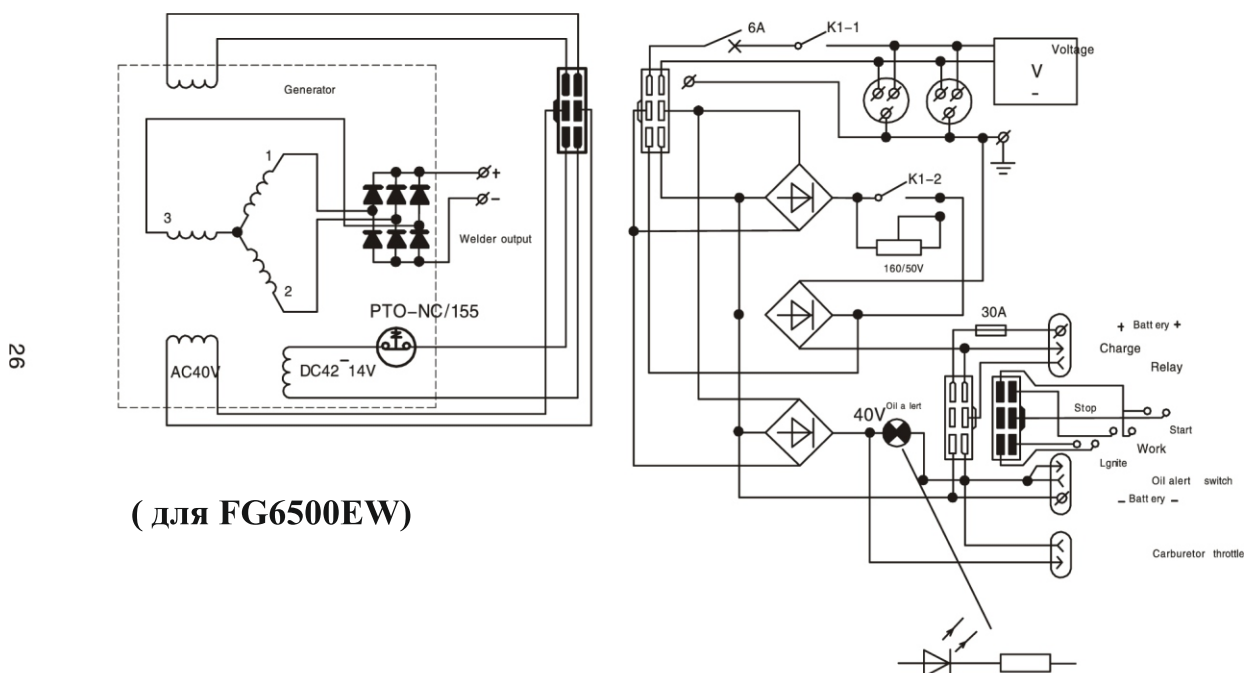 Generator
1
3
2
+
−
Welder output
PTO−NC/155
AC40V
DC42 14V
26
( для FG6500EW)
6A
K1-1
Voltage
V
-
K1-2
160/50V
30A
+ Batt ery +
Charge
Relay
40V
Oil a lert
Stop
Start
Work
Lgnite
Oil alert switch
− Batt ery −
Carburetor throttle